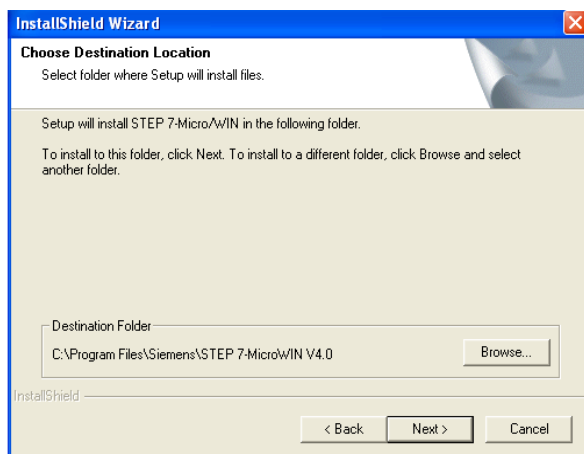 InstallShield Wizard
Choose Destination Location
Select folder where Setup will install files.
Setup will install STEP 7-Micro/WIN in the following folder.
To install to this folder, click Next. To install to a different folder, click Browse and select
another folder.
Destination Folder
C:\Program Files\Siemens\STEP 7-MicroWIN V4.0
Browse...
InstallShield
< Back
Next >
Cancel